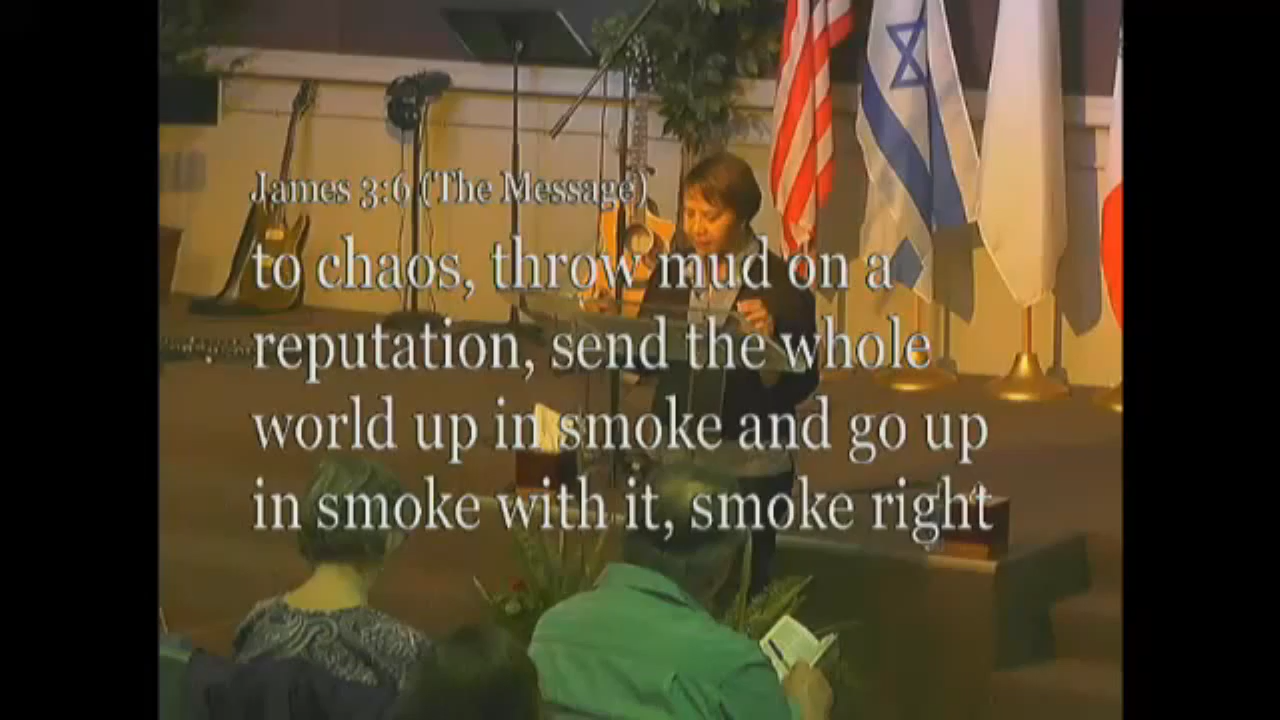 James 3:6 (The Message)
to chaos, throw mud on a
reputation, send the whole
world up in smoke and go up
in smoke with it, smoke right